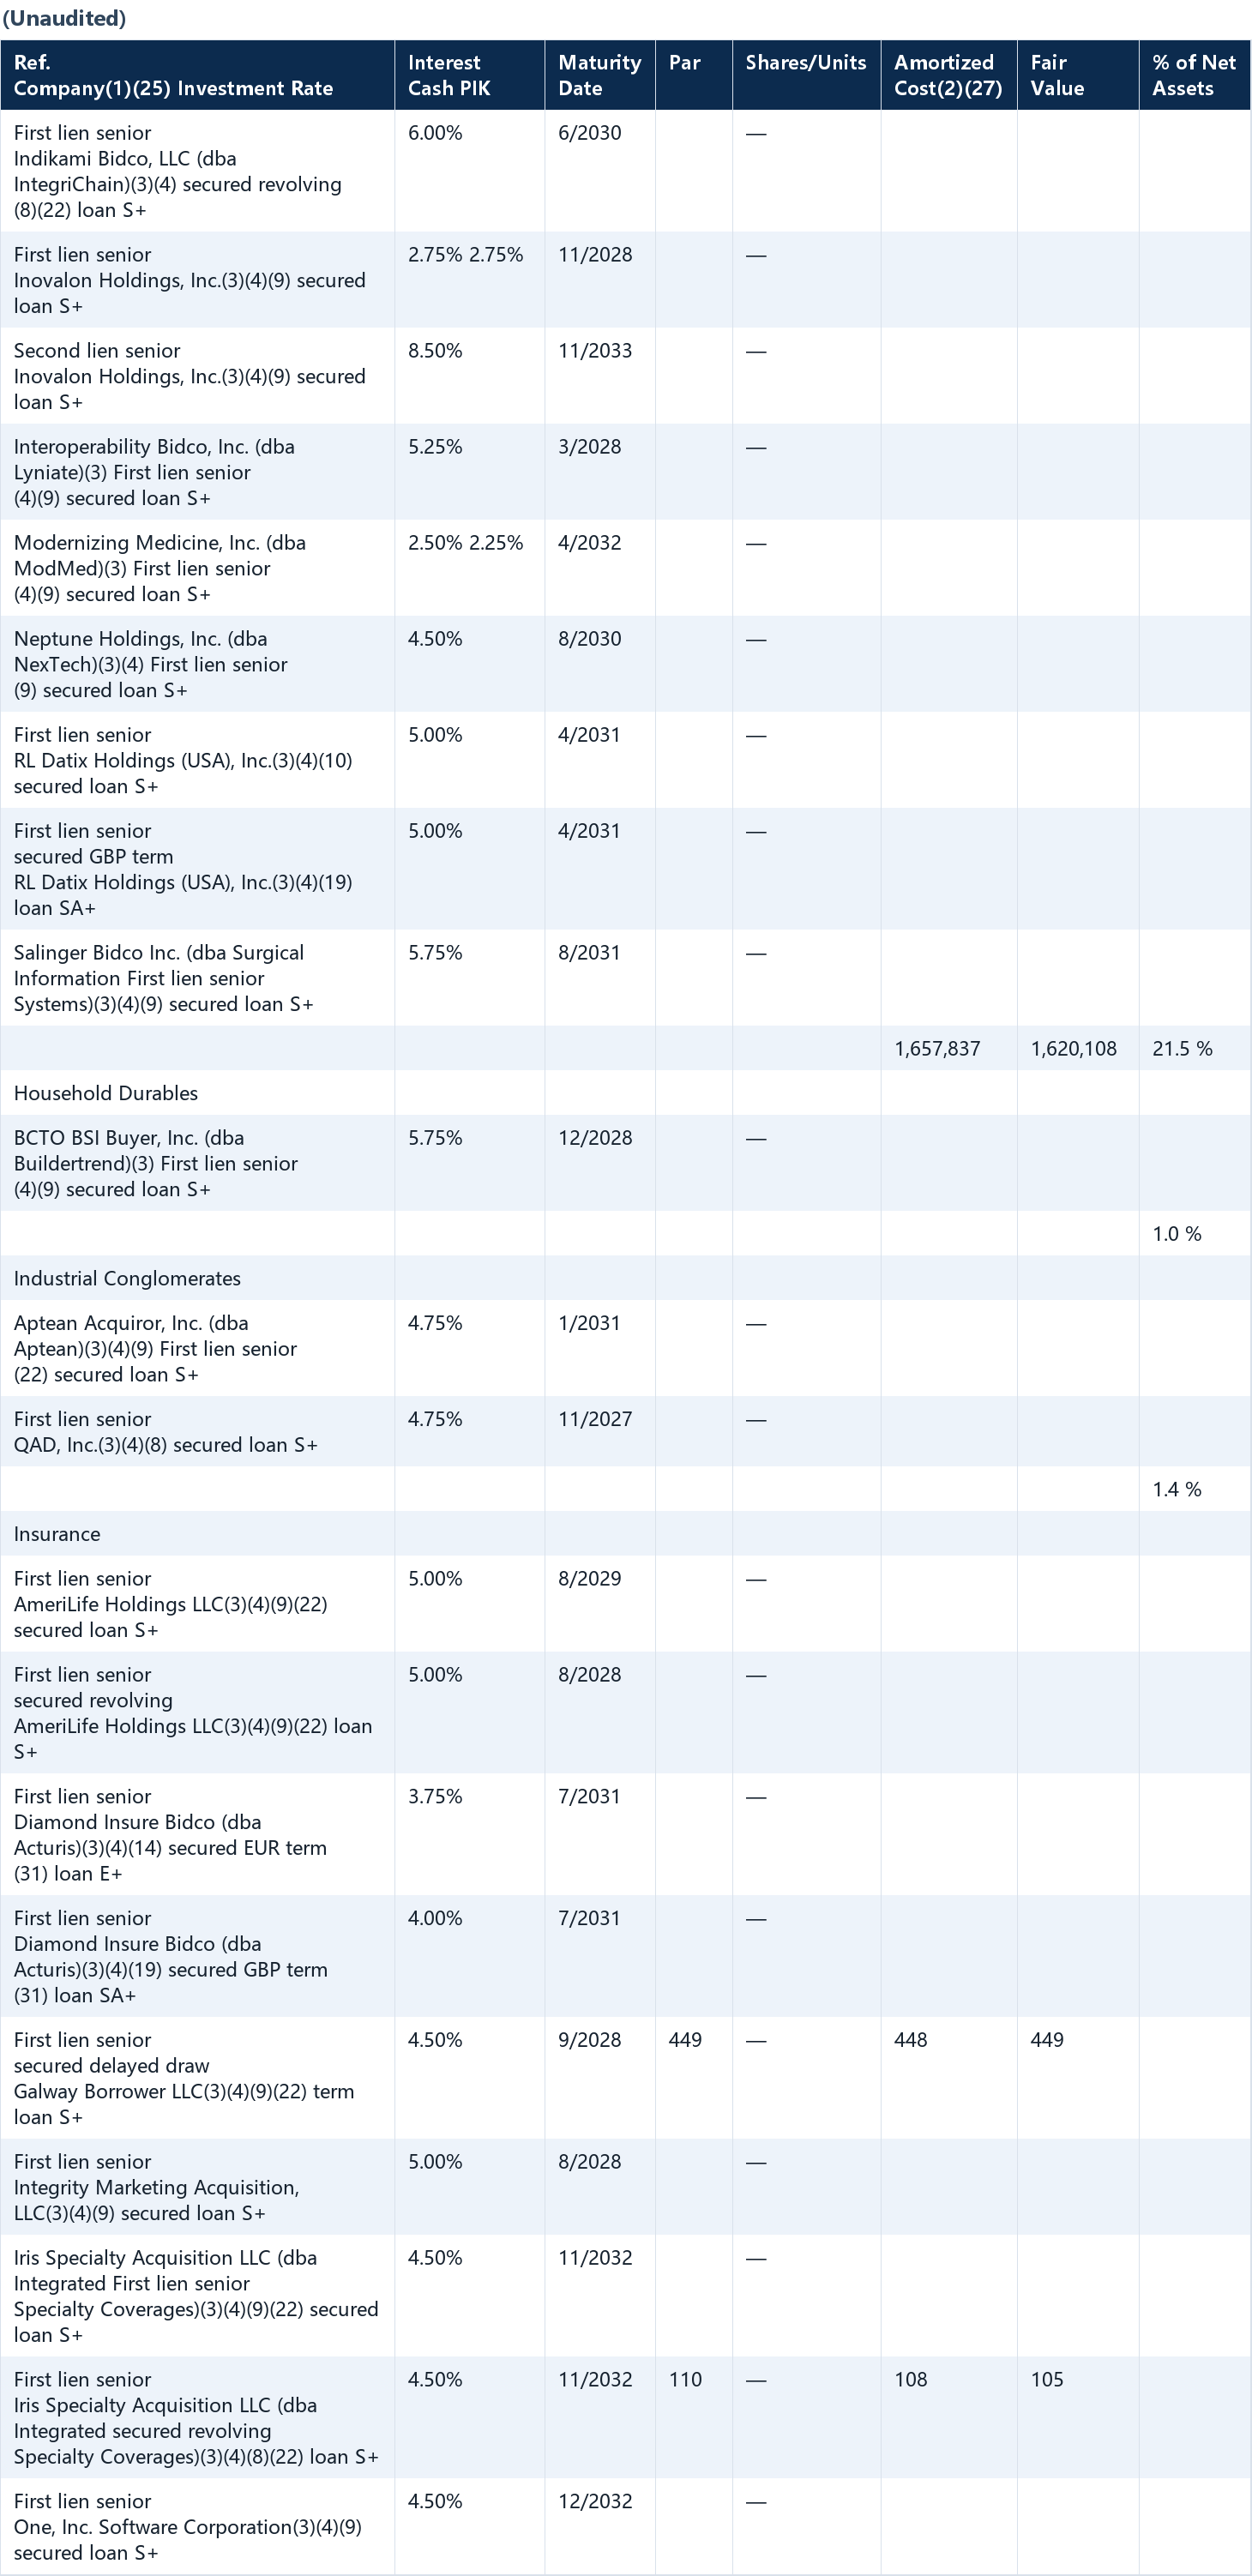 (Unaudited)
Ref.
Company(1)(25) Investment Rate
Interest
Cash PIK
Maturity
Date
Par
Shares/Units
Amortized
Cost(2)(27)
Fair
Value
% of Net
Assets
First lien senior
Indikami Bidco, LLC (dba
IntegriChain)(3)(4) secured revolving
(8)(22) loan S+
6.00%
6/2030
—
First lien senior
Inovalon Holdings, Inc.(3)(4)(9) secured
loan S+
2.75% 2.75%
11/2028
—
Second lien senior
Inovalon Holdings, Inc.(3)(4)(9) secured
loan S+
8.50%
11/2033
—
Interoperability Bidco, Inc. (dba
Lyniate)(3) First lien senior
(4)(9) secured loan S+
5.25%
3/2028
—
Modernizing Medicine, Inc. (dba
ModMed)(3) First lien senior
(4)(9) secured loan S+
2.50% 2.25%
4/2032
—
Neptune Holdings, Inc. (dba
NexTech)(3)(4) First lien senior
(9) secured loan S+
4.50%
8/2030
—
First lien senior
RL Datix Holdings (USA), Inc.(3)(4)(10)
secured loan S+
5.00%
4/2031
—
First lien senior
secured GBP term
RL Datix Holdings (USA), Inc.(3)(4)(19)
loan SA+
5.00%
4/2031
—
Salinger Bidco Inc. (dba Surgical
Information First lien senior
Systems)(3)(4)(9) secured loan S+
5.75%
8/2031
—
1,657,837
1,620,108
21.5 %
Household Durables
BCTO BSI Buyer, Inc. (dba
Buildertrend)(3) First lien senior
(4)(9) secured loan S+
5.75%
12/2028
—
1.0 %
Industrial Conglomerates
Aptean Acquiror, Inc. (dba
Aptean)(3)(4)(9) First lien senior
(22) secured loan S+
4.75%
1/2031
—
First lien senior
QAD, Inc.(3)(4)(8) secured loan S+
4.75%
11/2027
—
1.4 %
Insurance
First lien senior
AmeriLife Holdings LLC(3)(4)(9)(22)
secured loan S+
5.00%
8/2029
—
First lien senior
secured revolving
AmeriLife Holdings LLC(3)(4)(9)(22) loan
S+
5.00%
8/2028
—
First lien senior
Diamond Insure Bidco (dba
Acturis)(3)(4)(14) secured EUR term
(31) loan E+
3.75%
7/2031
—
First lien senior
Diamond Insure Bidco (dba
Acturis)(3)(4)(19) secured GBP term
(31) loan SA+
4.00%
7/2031
—
First lien senior
secured delayed draw
Galway Borrower LLC(3)(4)(9)(22) term
loan S+
4.50%
9/2028
449
—
448
449
First lien senior
Integrity Marketing Acquisition,
LLC(3)(4)(9) secured loan S+
5.00%
8/2028
—
Iris Specialty Acquisition LLC (dba
Integrated First lien senior
Specialty Coverages)(3)(4)(9)(22) secured
loan S+
4.50%
11/2032
—
First lien senior
Iris Specialty Acquisition LLC (dba
Integrated secured revolving
Specialty Coverages)(3)(4)(8)(22) loan S+
4.50%
11/2032
110
—
108
105
First lien senior
One, Inc. Software Corporation(3)(4)(9)
secured loan S+
4.50%
12/2032
—